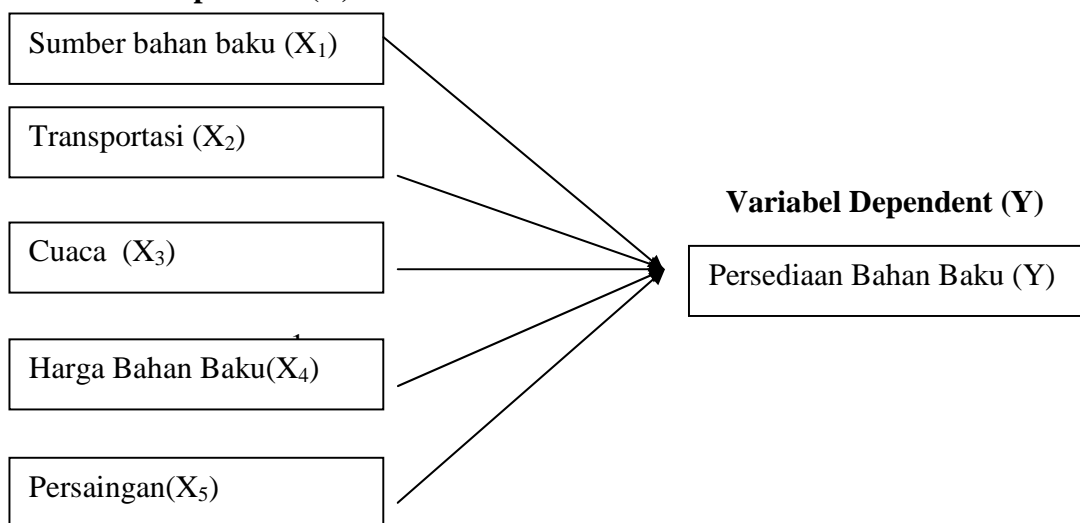 Sumber bahan baku (X₁)
Transportasi (X₂)
Cuaca (X₃)
Harga Bahan Baku(X₄)
Persaingan(X₅)
Variabel Dependent (Y)
Persediaan Bahan Baku (Y)